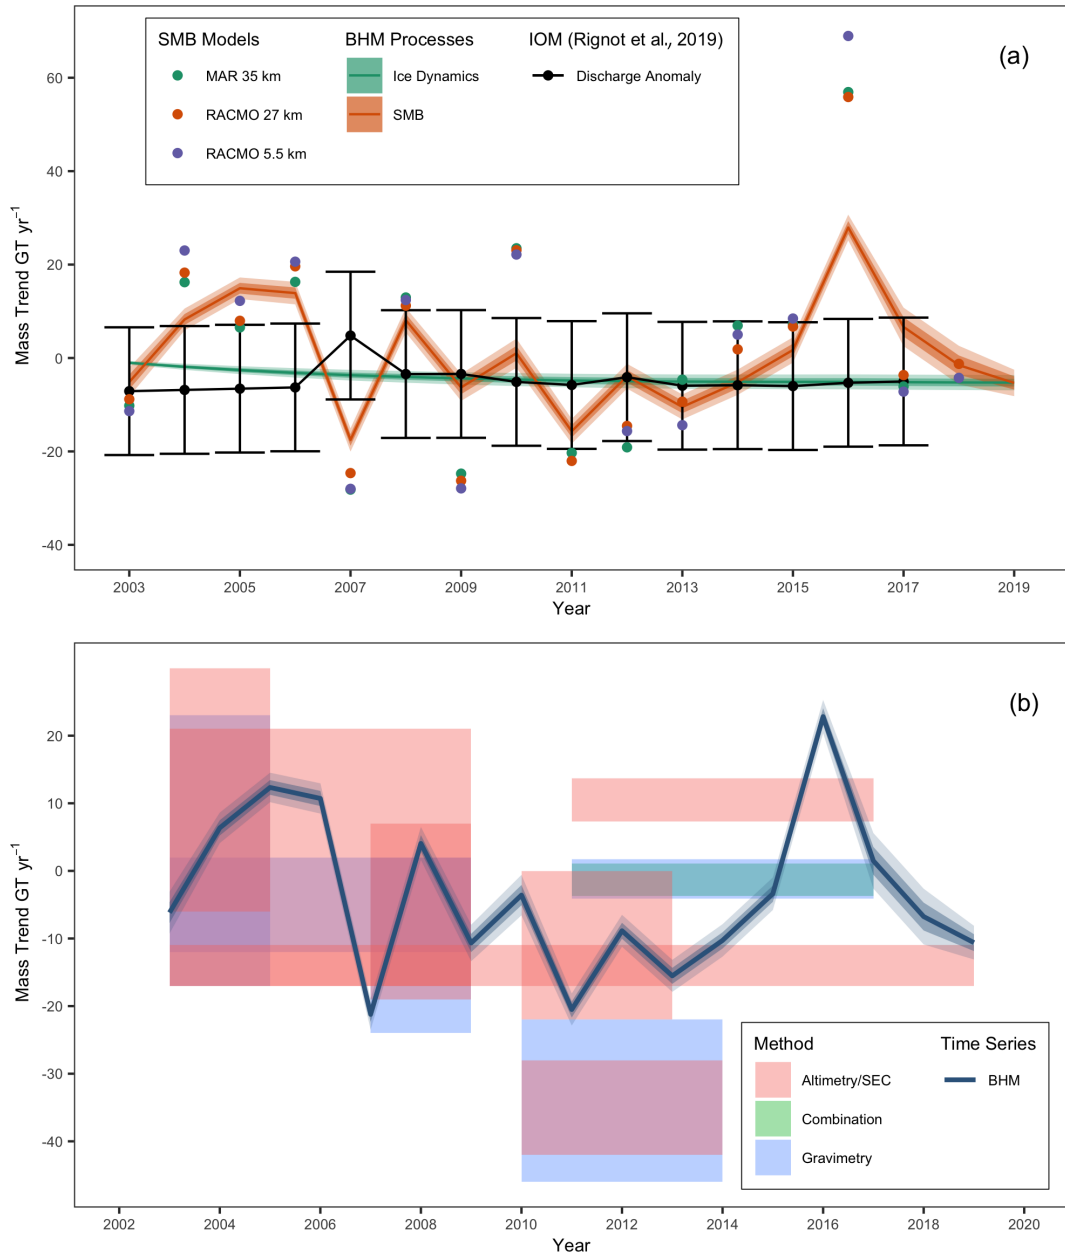 (a)
SMB Models
BHM Processes
IOM (Rignot et al., 2019)
MAR 35 km
Ice Dynamics
Discharge Anomaly
RACMO 27 km
SMB
RACMO 5.5 km
Mass Trend GT yr⁻¹
60
40
20
0
-20
-40
2003
2005
2007
2009
2011
2013
2015
2017
2019
Year
(b)
Mass Trend GT yr⁻¹
20
10
0
-10
-20
-30
-40
Method
Time Series
Altimetry/SEC
BHM
Combination
Gravimetry
2002
2004
2006
2008
2010
2012
2014
2016
2018
2020
Year